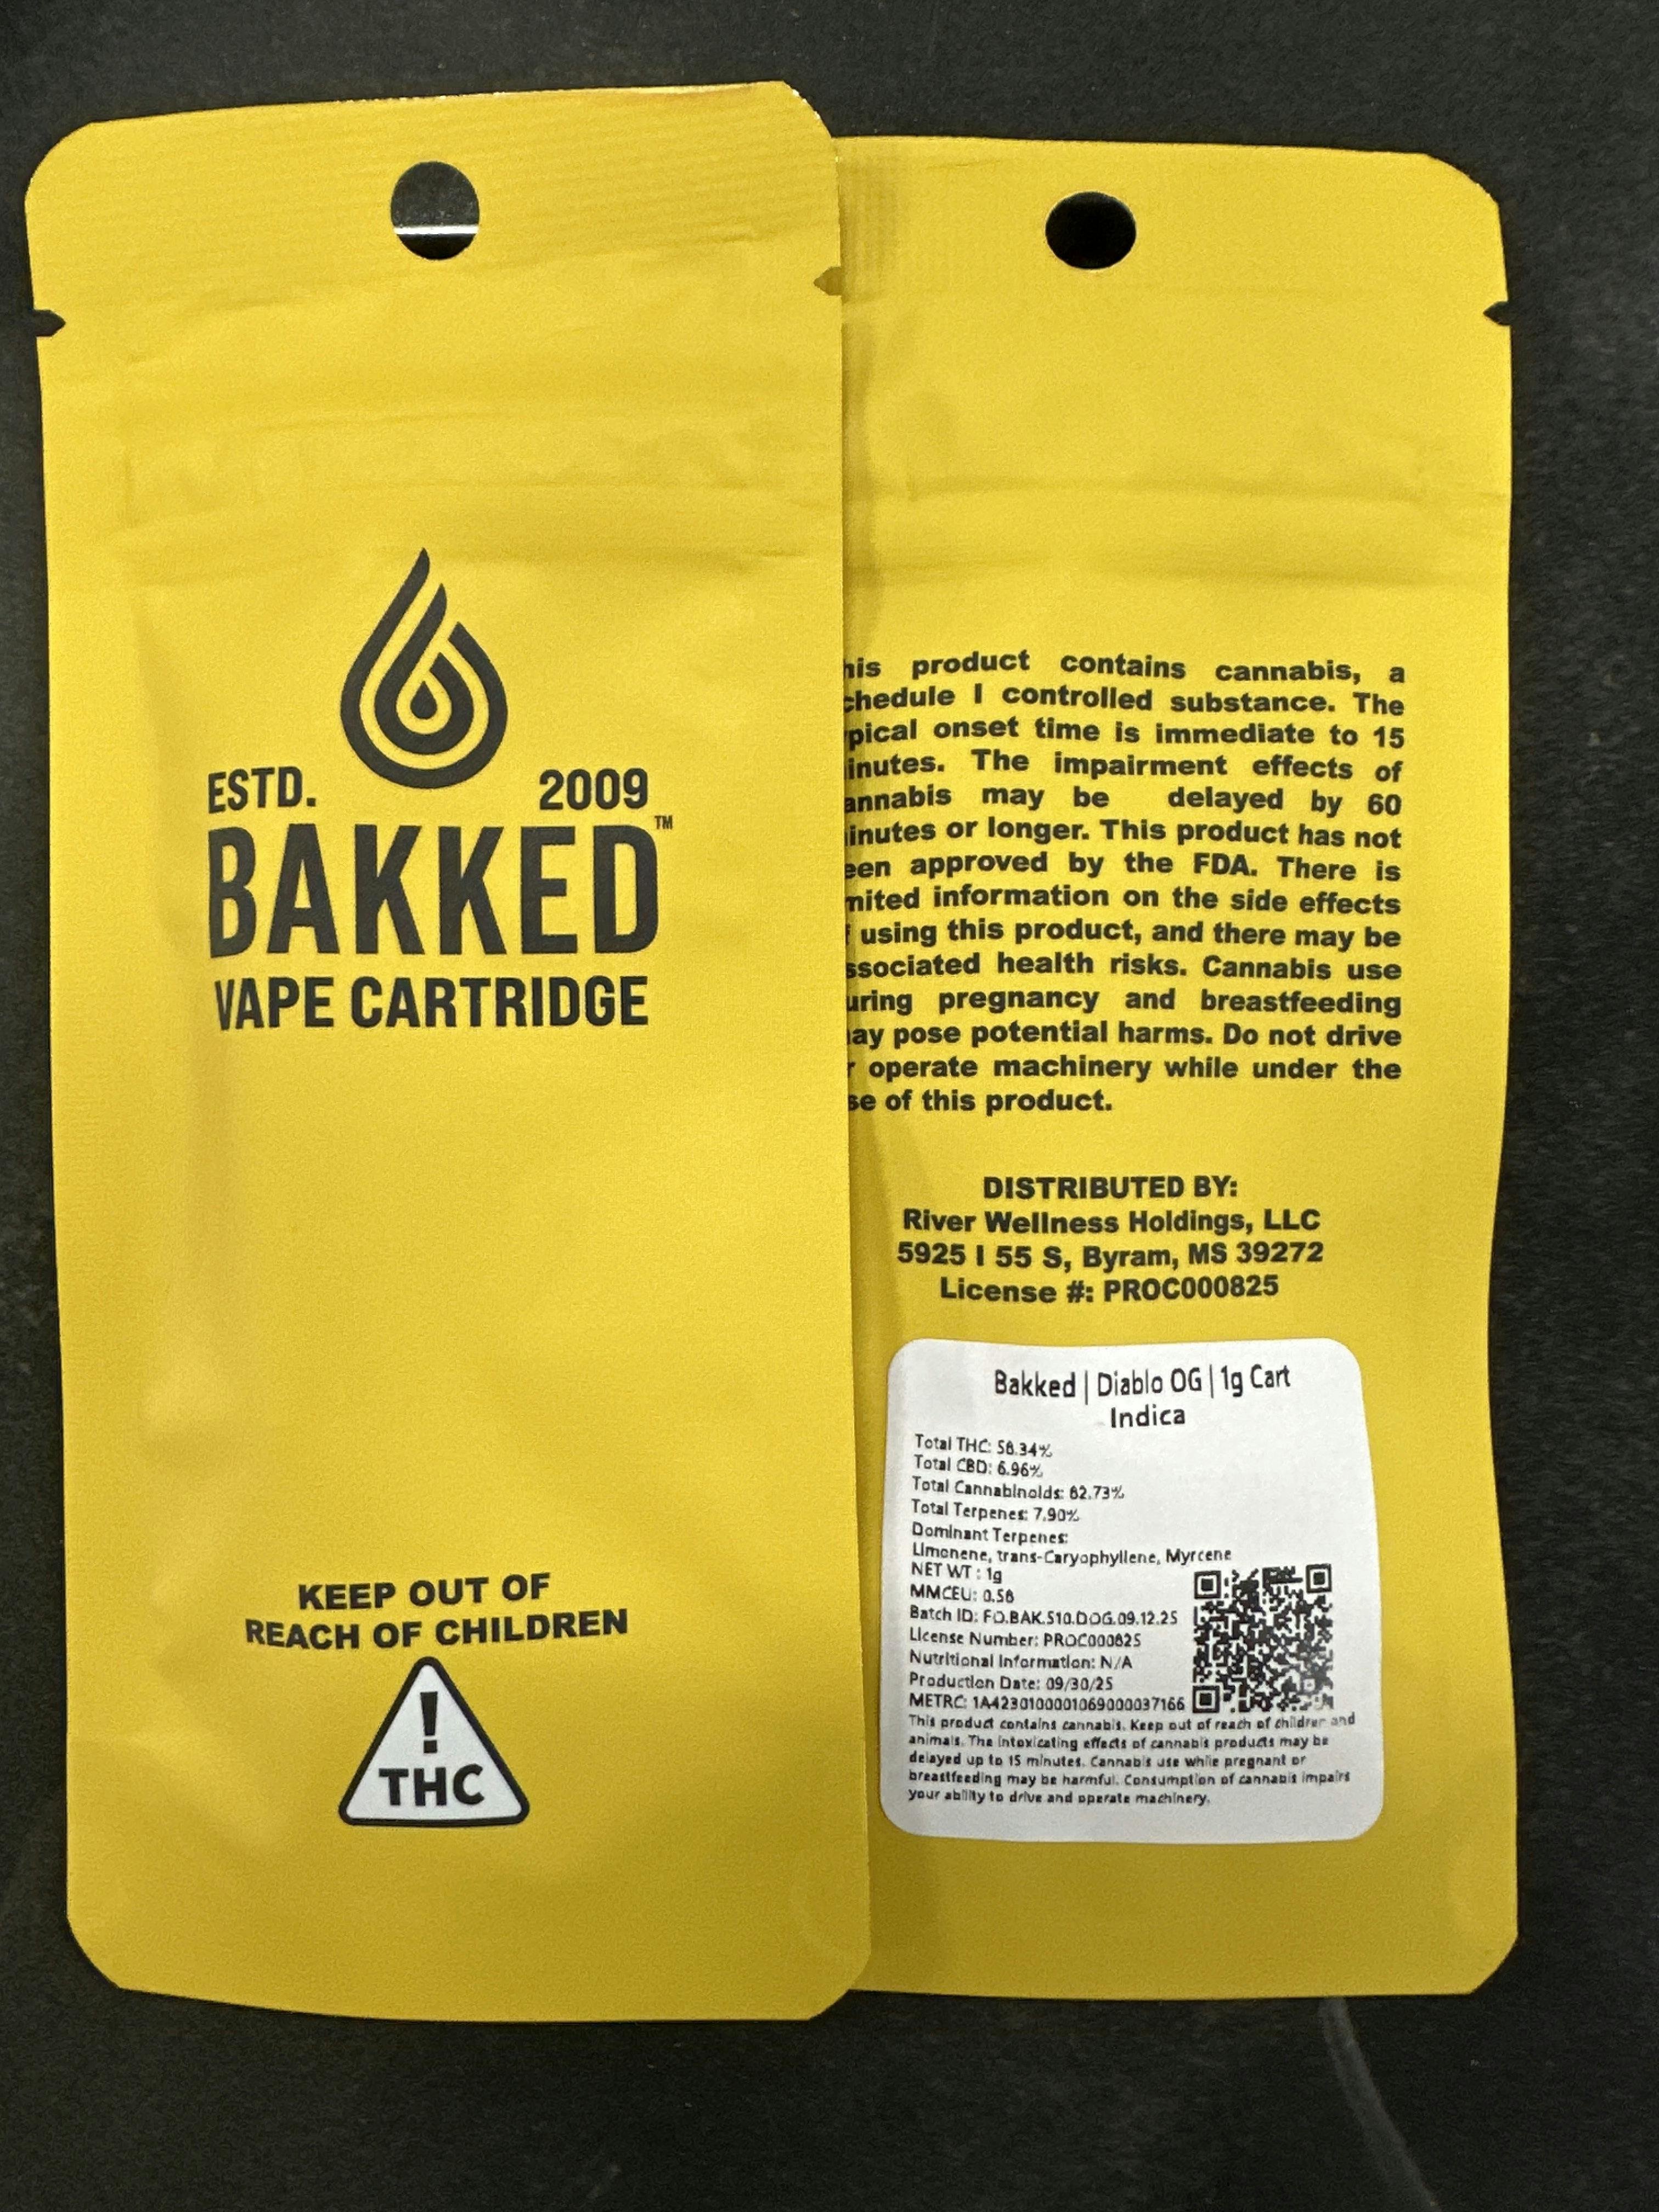 ESTD. 2009
BAKKED™
VAPE CARTRIDGE
KEEP OUT OF
REACH OF CHILDREN
!
THC
his product contains cannabis, a
chedule I controlled substance. The
pical onset time is immediate to 15
inutes. The impairment effects of
annabis may be delayed by 60
inutes or longer. This product has not
een approved by the FDA. There is
mited information on the side effects
using this product, and there may be
ssociated health risks. Cannabis use
uring pregnancy and breastfeeding
ay pose potential harms. Do not drive
r operate machinery while under the
se of this product.
DISTRIBUTED BY:
River Wellness Holdings, LLC
5925 I 55 S, Byram, MS 39272
License #: PROC000825
Bakked | Diablo OG | 1g Cart
Indica
Total THC:
Total CBD: 6.96%
Total Cannabinoids:
Total Terpenes: 7.90%
Dominant Terpenes:
Limonene, trans-Caryophyllene, Myrcene
NET WT : 1g
MMCEU:
Batch ID: FO.BAK.510.DOG.09.12.25
License Number: PROC000825
Nutritional Information: N/A
Production Date: 09/30/25
METRC: 1A4230100001069000037166
This product contains cannabis. Keep out of reach of children and
animals. The intoxicating effects of cannabis products may be
delayed up to 15 minutes. Cannabis use while pregnant or
breastfeeding may be harmful. Consumption of cannabis impairs
your ability to drive and operate machinery.